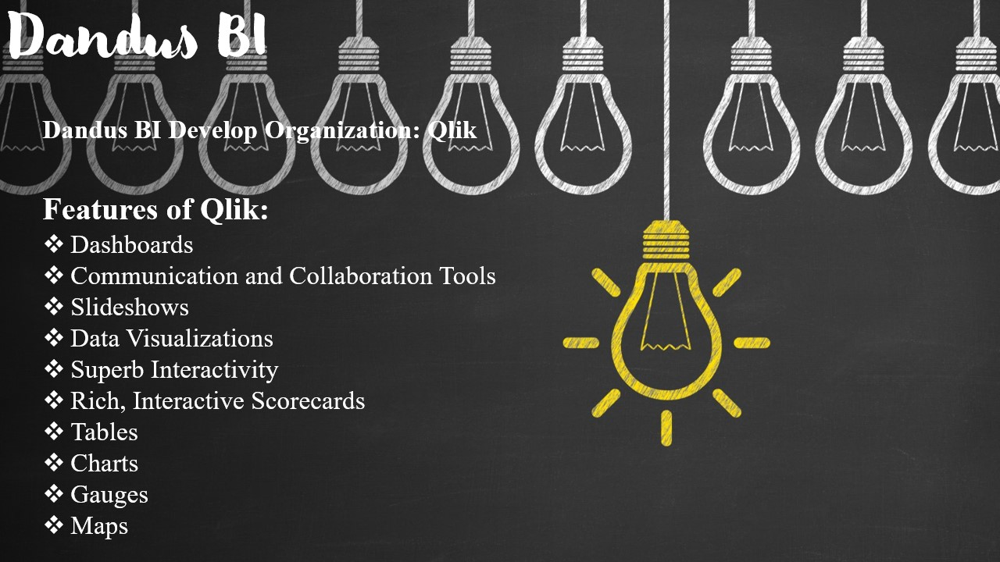 Dandus BI
Dandus BI Develop Organization: Qlik
Features of Qlik:
❖ Dashboards
❖ Communication and Collaboration Tools
❖ Slideshows
❖ Data Visualizations
❖ Superb Interactivity
❖ Rich, Interactive Scorecards
❖ Tables
❖ Charts
❖ Gauges
❖ Maps